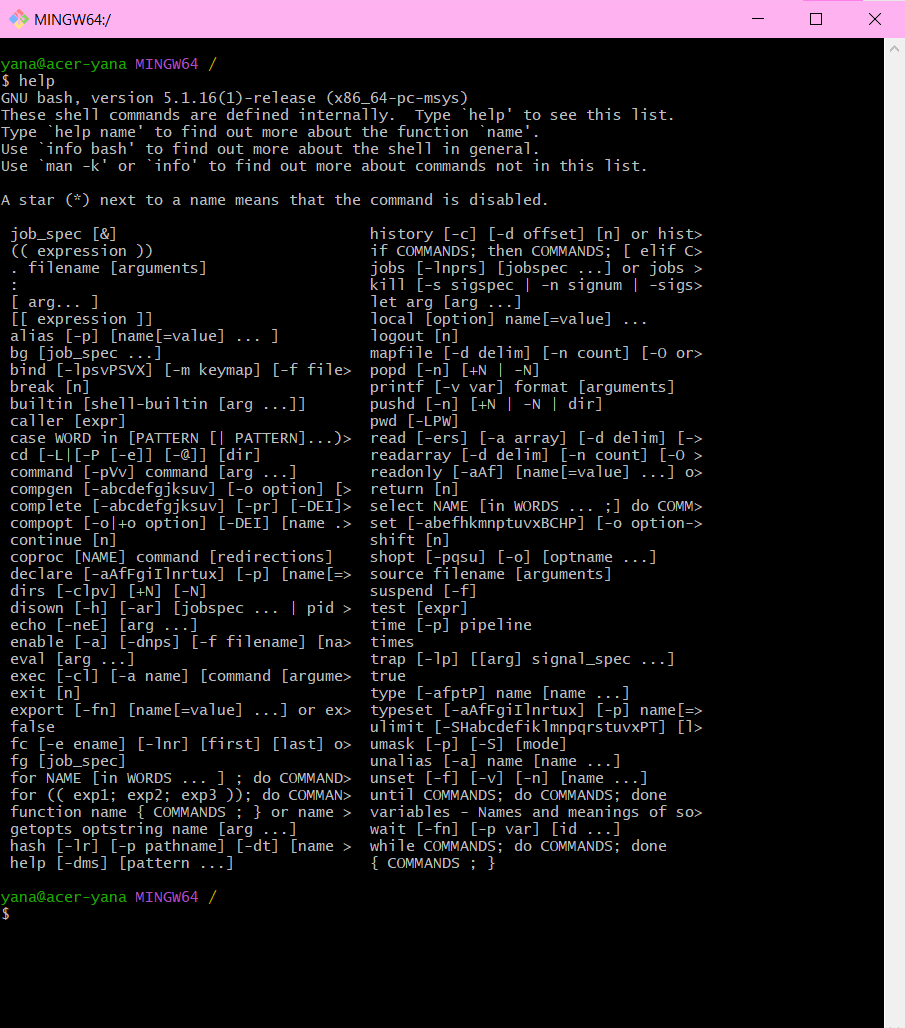 MINGW64:/
yana@acer-yana MINGW64 /
$ help
GNU bash, version 5.1.16(1)-release (x86_64-pc-msys)
These shell commands are defined internally.  Type `help' to see this list.
Type `help name' to find out more about the function `name'.
Use `info bash' to find out more about the shell in general.
Use `man -k' or `info' to find out more about commands not in this list.
A star (*) next to a name means that the command is disabled.
job_spec [&]                            history [-c] [-d offset] [n] or hist>
(( expression ))                        if COMMANDS; then COMMANDS; [ elif C>
. filename [arguments]                  jobs [-lnprs] [jobspec ...] or jobs >
:                                       kill [-s sigspec | -n signum | -sigs>
[ arg... ]                              let arg [arg ...]
[[ expression ]]                        local [option] name[=value] ...
alias [-p] [name[=value] ... ]          logout [n]
bg [job_spec ...]                       mapfile [-d delim] [-n count] [-O or>
bind [-lpsvPSVX] [-m keymap] [-f file>  popd [-n] [+N | -N]
break [n]                               printf [-v var] format [arguments]
builtin [shell-builtin [arg ...]]       pushd [-n] [+N | -N | dir]
caller [expr]                           pwd [-LPW]
case WORD in [PATTERN [| PATTERN]...)>  read [-ers] [-a array] [-d delim] [->
cd [-L|[-P [-e]] [-@]] [dir]            readarray [-d delim] [-n count] [-O >
command [-pVv] command [arg ...]        readonly [-aAf] [name[=value] ...] o>
compgen [-abcdefgjksuv] [-o option] [>  return [n]
complete [-abcdefgjksuv] [-pr] [-DEI]>  select NAME [in WORDS ... ;] do COMM>
compopt [-o|+o option] [-DEI] [name .>  set [-abefhkmnptuvxBCHP] [-o option->
continue [n]                            shift [n]
coproc [NAME] command [redirections]    shopt [-pqsu] [-o] [optname ...]
declare [-aAfFgiIlnrtux] [-p] [name[=>  source filename [arguments]
dirs [-clpv] [+N] [-N]                  suspend [-f]
disown [-h] [-ar] [jobspec ... | pid >  test [expr]
echo [-neE] [arg ...]                   time [-p] pipeline
enable [-a] [-dnps] [-f filename] [na>  times
eval [arg ...]                          trap [-lp] [[arg] signal_spec ...]
exec [-cl] [-a name] [command [argume>  true
exit [n]                                type [-afptP] name [name ...]
export [-fn] [name[=value] ...] or ex>  typeset [-aAfFgiIlnrtux] [-p] name[=>
false                                   ulimit [-SHabcdefiklmnpqrstuvxPT] [l>
fc [-e ename] [-lnr] [first] [last] o>  umask [-p] [-S] [mode]
fg [job_spec]                           unalias [-a] name [name ...]
for NAME [in WORDS ... ] ; do COMMAND>  unset [-f] [-v] [-n] [name ...]
for (( exp1; exp2; exp3 )); do COMMAN>  until COMMANDS; do COMMANDS; done
function name { COMMANDS ; } or name >  variables - Names and meanings of so>
getopts optstring name [arg ...]        wait [-fn] [-p var] [id ...]
hash [-lr] [-p pathname] [-dt] [name >  while COMMANDS; do COMMANDS; done
help [-dms] [pattern ...]               { COMMANDS ; }
yana@acer-yana MINGW64 /
$